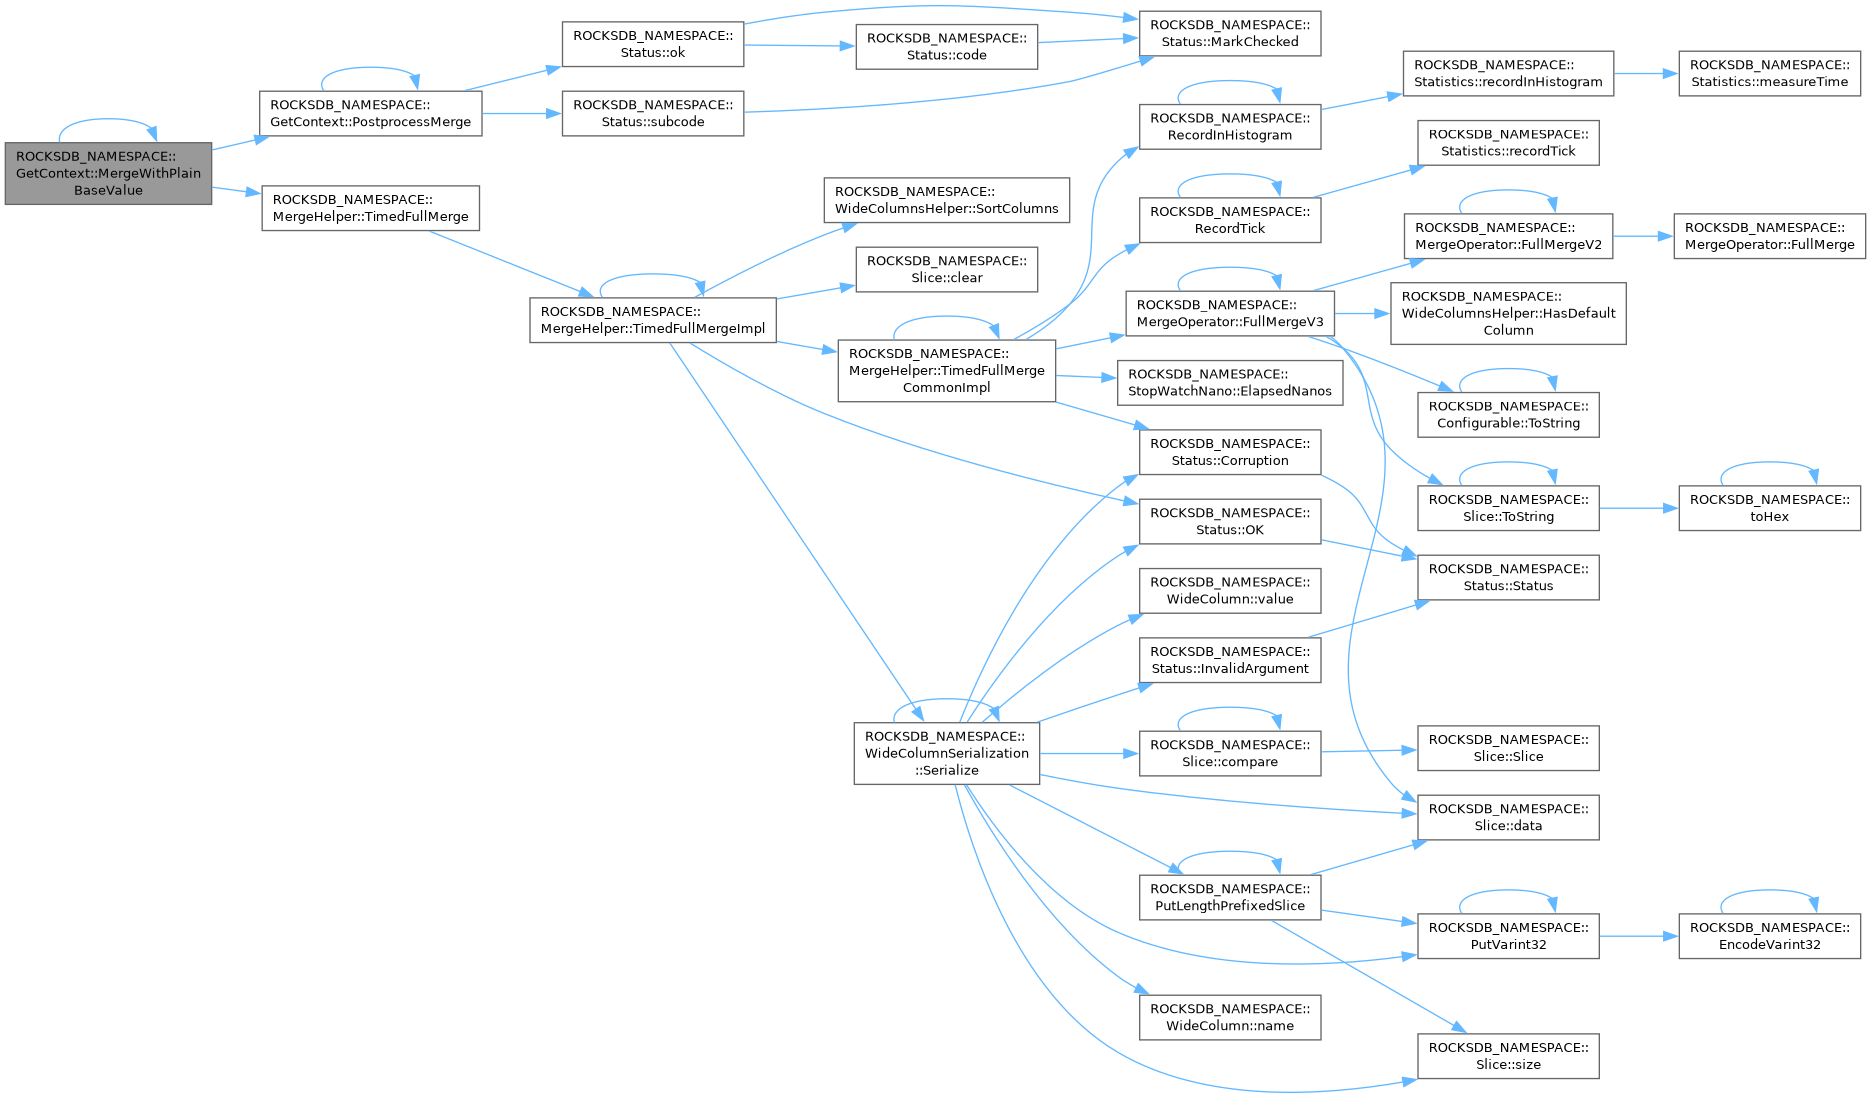 ROCKSDB_NAMESPACE::
GetContext::MergeWithPlain
BaseValue
ROCKSDB_NAMESPACE::
GetContext::PostprocessMerge
ROCKSDB_NAMESPACE::
MergeHelper::TimedFullMerge
ROCKSDB_NAMESPACE::
Status::ok
ROCKSDB_NAMESPACE::
Status::subcode
ROCKSDB_NAMESPACE::
MergeHelper::TimedFullMergeImpl
ROCKSDB_NAMESPACE::
Status::code
ROCKSDB_NAMESPACE::
WideColumnsHelper::SortColumns
ROCKSDB_NAMESPACE::
Slice::clear
ROCKSDB_NAMESPACE::
MergeHelper::TimedFullMerge
CommonImpl
ROCKSDB_NAMESPACE::
WideColumnSerialization
::Serialize
ROCKSDB_NAMESPACE::
Status::MarkChecked
ROCKSDB_NAMESPACE::
RecordInHistogram
ROCKSDB_NAMESPACE::
RecordTick
ROCKSDB_NAMESPACE::
MergeOperator::FullMergeV3
ROCKSDB_NAMESPACE::
StopWatchNano::ElapsedNanos
ROCKSDB_NAMESPACE::
Status::Corruption
ROCKSDB_NAMESPACE::
Status::OK
ROCKSDB_NAMESPACE::
WideColumn::value
ROCKSDB_NAMESPACE::
Status::InvalidArgument
ROCKSDB_NAMESPACE::
Slice::compare
ROCKSDB_NAMESPACE::
PutLengthPrefixedSlice
ROCKSDB_NAMESPACE::
WideColumn::name
ROCKSDB_NAMESPACE::
Statistics::recordInHistogram
ROCKSDB_NAMESPACE::
Statistics::recordTick
ROCKSDB_NAMESPACE::
MergeOperator::FullMergeV2
ROCKSDB_NAMESPACE::
WideColumnsHelper::HasDefault
Column
ROCKSDB_NAMESPACE::
Configurable::ToString
ROCKSDB_NAMESPACE::
Slice::ToString
ROCKSDB_NAMESPACE::
Status::Status
ROCKSDB_NAMESPACE::
Slice::Slice
ROCKSDB_NAMESPACE::
Slice::data
ROCKSDB_NAMESPACE::
PutVarint32
ROCKSDB_NAMESPACE::
Slice::size
ROCKSDB_NAMESPACE::
Statistics::measureTime
ROCKSDB_NAMESPACE::
MergeOperator::FullMerge
ROCKSDB_NAMESPACE::
toHex
ROCKSDB_NAMESPACE::
EncodeVarint32